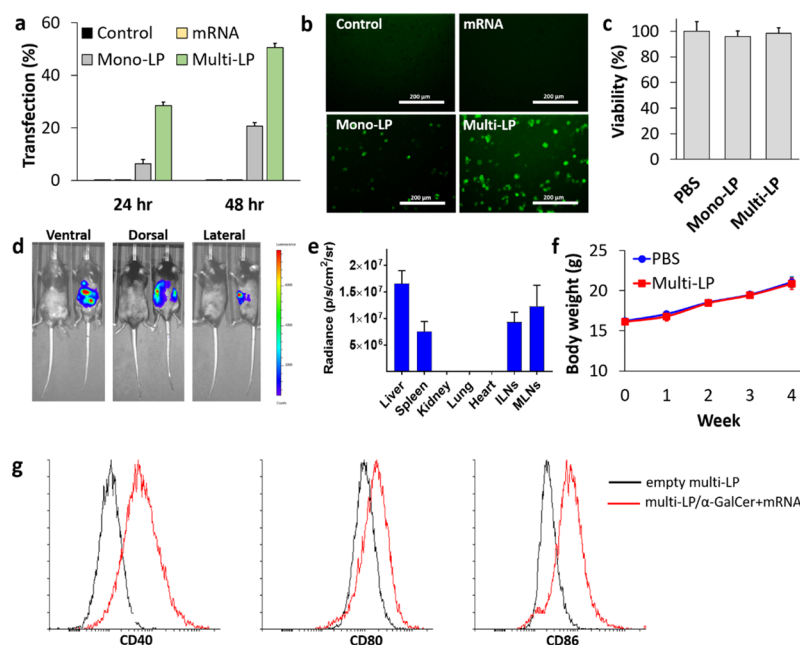 a
Control
mRNA
Mono-LP
Multi-LP
Transfection (%)
60
40
20
0
24 hr
48 hr
b
Control
mRNA
200 µm
200 µm
Mono-LP
Multi-LP
200 µm
200 µm
c
Viability (%)
100
80
60
40
20
0
PBS
Mono-LP
Multi-LP
d
Ventral
Dorsal
Lateral
e
Radiance (p/s/cm²/sr)
2×10⁷
1.5×10⁷
1×10⁷
5×10⁶
Liver
Spleen
Kidney
Lung
Heart
ILNs
MLNs
f
PBS
Multi-LP
Body weight (g)
25
20
15
10
0
1
2
3
4
Week
g
CD40
CD80
CD86
empty multi-LP
multi-LP/α-GalCer+mRNA